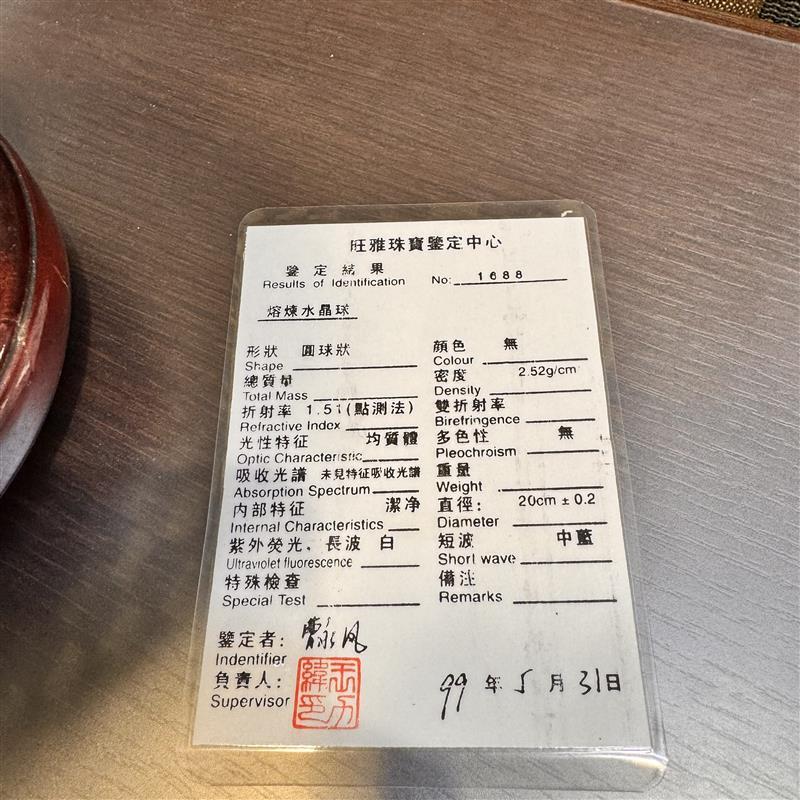 旺雅珠寶鑒定中心
鑒 定 結 果
Results of Identification No: 1688
熔煉水晶球
形狀 圓球狀 顏色 無
Shape Colour
總質量 密度 2.52g/cm
Total Mass Density
折射率 1.51(點測法) 雙折射率
Refractive Index Birefringence
光性特征 均質體 多色性 無
Optic Characteristic Pleochroism
吸收光譜 未見特征吸收光譜 重量
Absorption Spectrum Weight
內部特征 潔净 直徑: 20cm ± 0.2
Internal Characteristics Diameter
紫外熒光, 長波 白 短波 中藍
Ultraviolet fluorescence Short wave
特殊檢查 備注
Special Test Remarks
鑒定者:
Indentifier
負責人:
Supervisor
99 年 5 月 31日